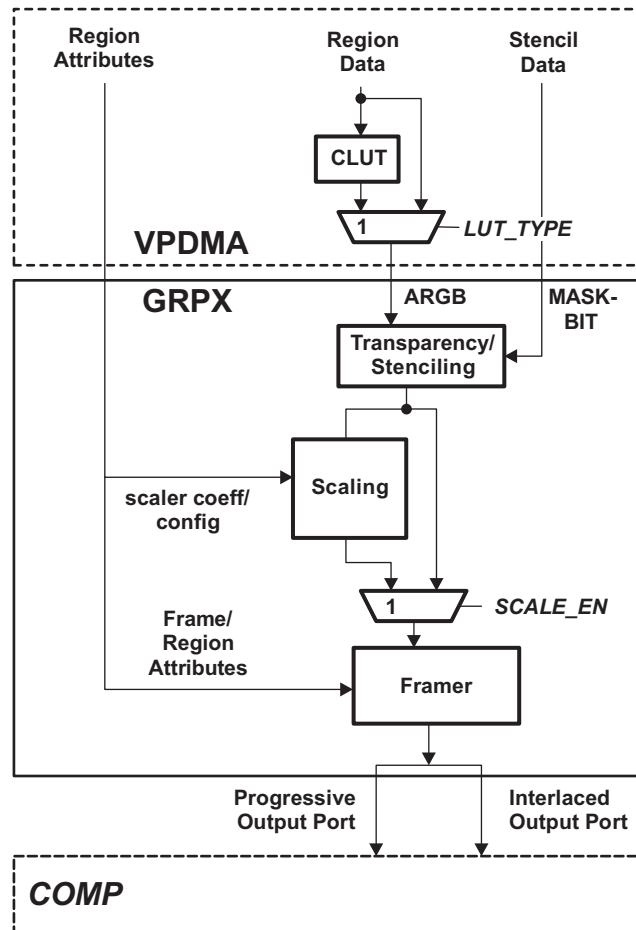 Region
Attributes
Region
Data
Stencil
Data
CLUT
1
LUT_TYPE
VPDMA
GRPX
ARGB
MASK-
BIT
Transparency/
Stenciling
Scaling
scaler coeff/
config
1
SCALE_EN
Frame/
Region
Attributes
Framer
Progressive
Output Port
Interlaced
Output Port
COMP